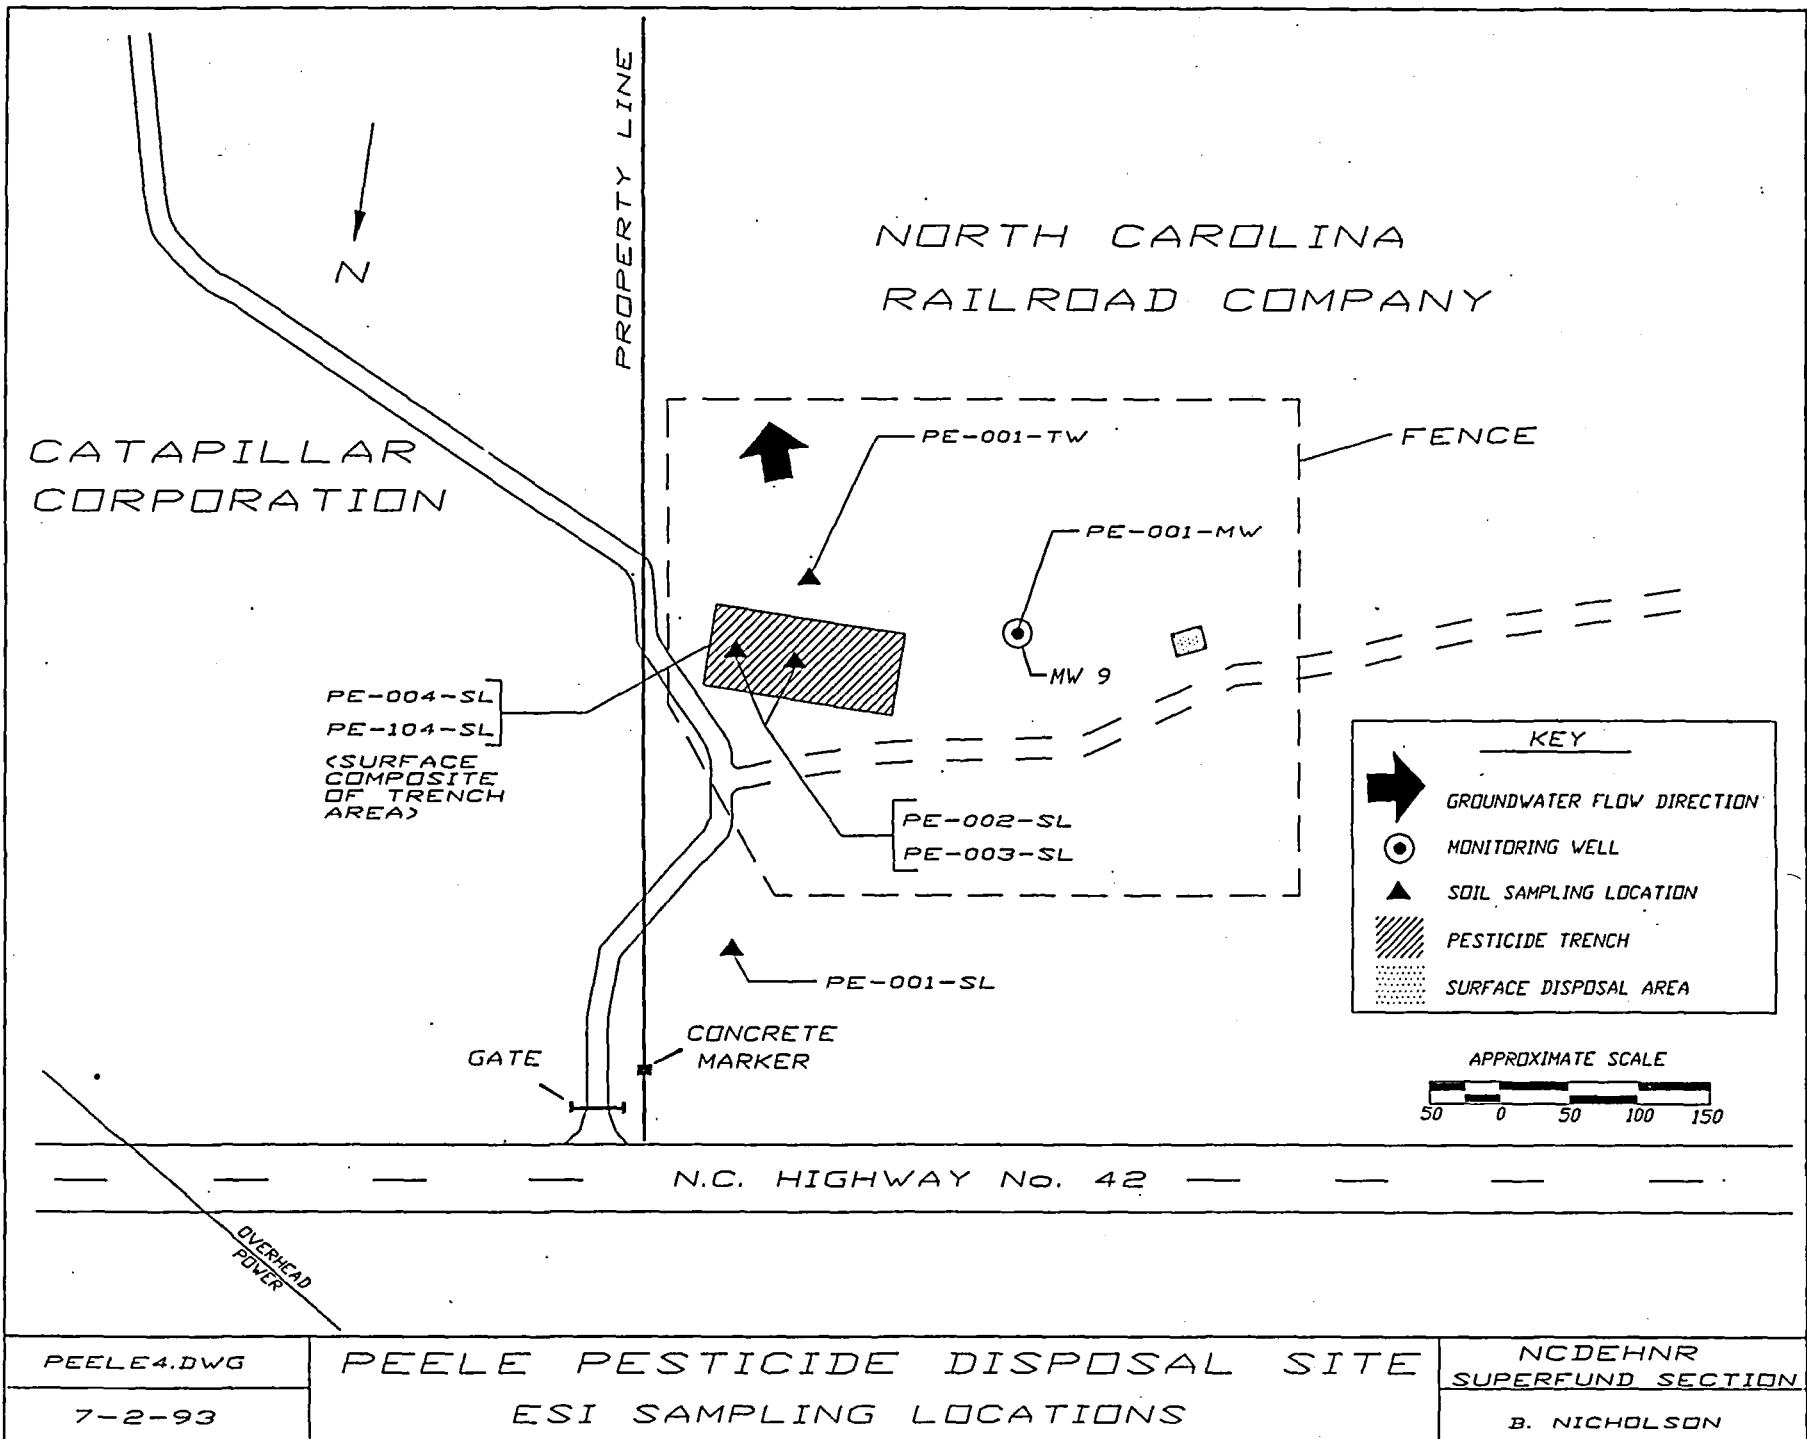 PROPERTY LINE
N
NORTH CAROLINA
RAILROAD COMPANY
CATAPILLAR
CORPORATION
PE-001-TW
FENCE
PE-001-MW
MW 9
PE-004-SL
PE-104-SL
<SURFACE
COMPOSITE
OF TRENCH
AREA>
PE-002-SL
PE-003-SL
PE-001-SL
KEY
GROUNDWATER FLOW DIRECTION
MONITORING WELL
SOIL SAMPLING LOCATION
PESTICIDE TRENCH
SURFACE DISPOSAL AREA
CONCRETE
MARKER
GATE
APPROXIMATE SCALE
50 0 50 100 150
N.C. HIGHWAY No. 42
OVERHEAD
POWER
PEELE4.DWG
7-2-93
PEELE PESTICIDE DISPOSAL SITE
ESI SAMPLING LOCATIONS
NCDEHNR
SUPERFUND SECTION
B. NICHOLSON